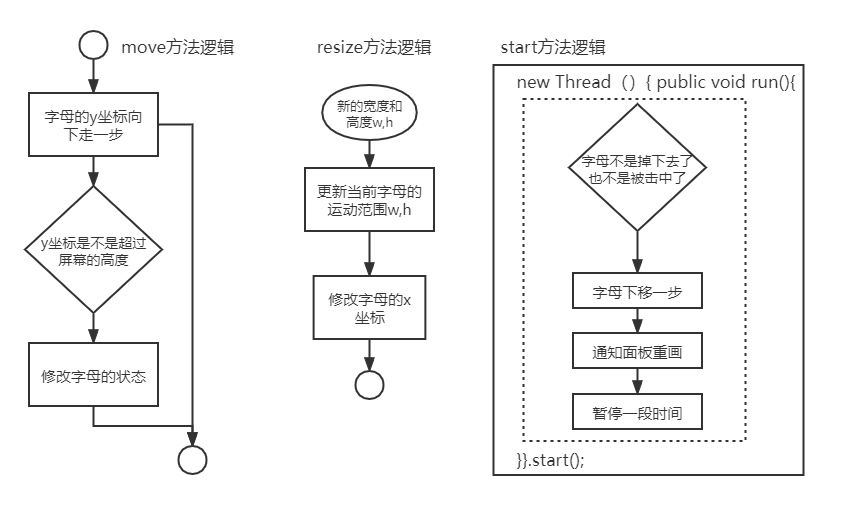 move方法逻辑
字母的y坐标向
下走一步
y坐标是不是超过
屏幕的高度
修改字母的状态
resize方法逻辑
新的宽度和
高度w,h
更新当前字母的
运动范围w,h
修改字母的x
坐标
start方法逻辑
new Thread（）{ public void run(){
字母不是掉下去了
也不是被击中了
字母下移一步
通知面板重画
暂停一段时间
}}.start();